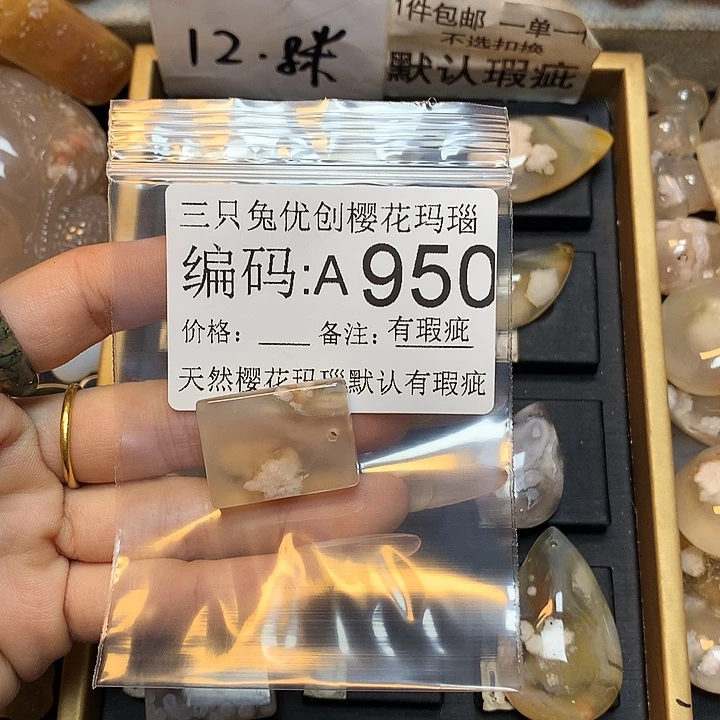 12.8米
1件包邮 一单一
不选扣换
默认瑕疵
三只兔优创樱花玛瑙
编码:A950
价格：____ 备注：有瑕疵
天然樱花玛瑙默认有瑕疵